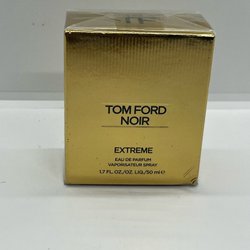 TOM FORD
NOIR
EXTREME
EAU DE PARFUM
VAPORISATEUR SPRAY
1.7 FL. OZ./OZ. LIQ./50 ml ℮